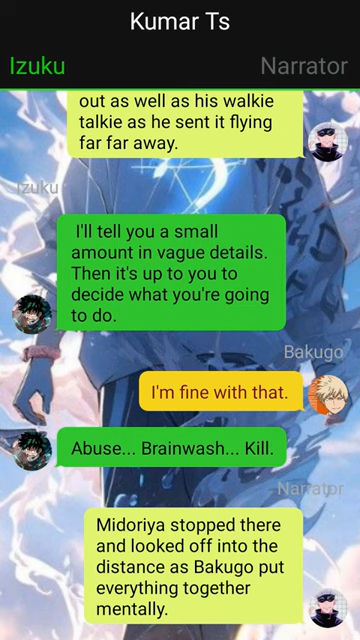 Kumar Ts
Izuku
Narrator
out as well as his walkie
talkie as he sent it flying
far far away.
Izuku
I'll tell you a small
amount in vague details.
Then it's up to you to
decide what you're going
to do.
Bakugo
I'm fine with that.
Abuse... Brainwash... Kill.
Narrator
Midoriya stopped there
and looked off into the
distance as Bakugo put
everything together
mentally.